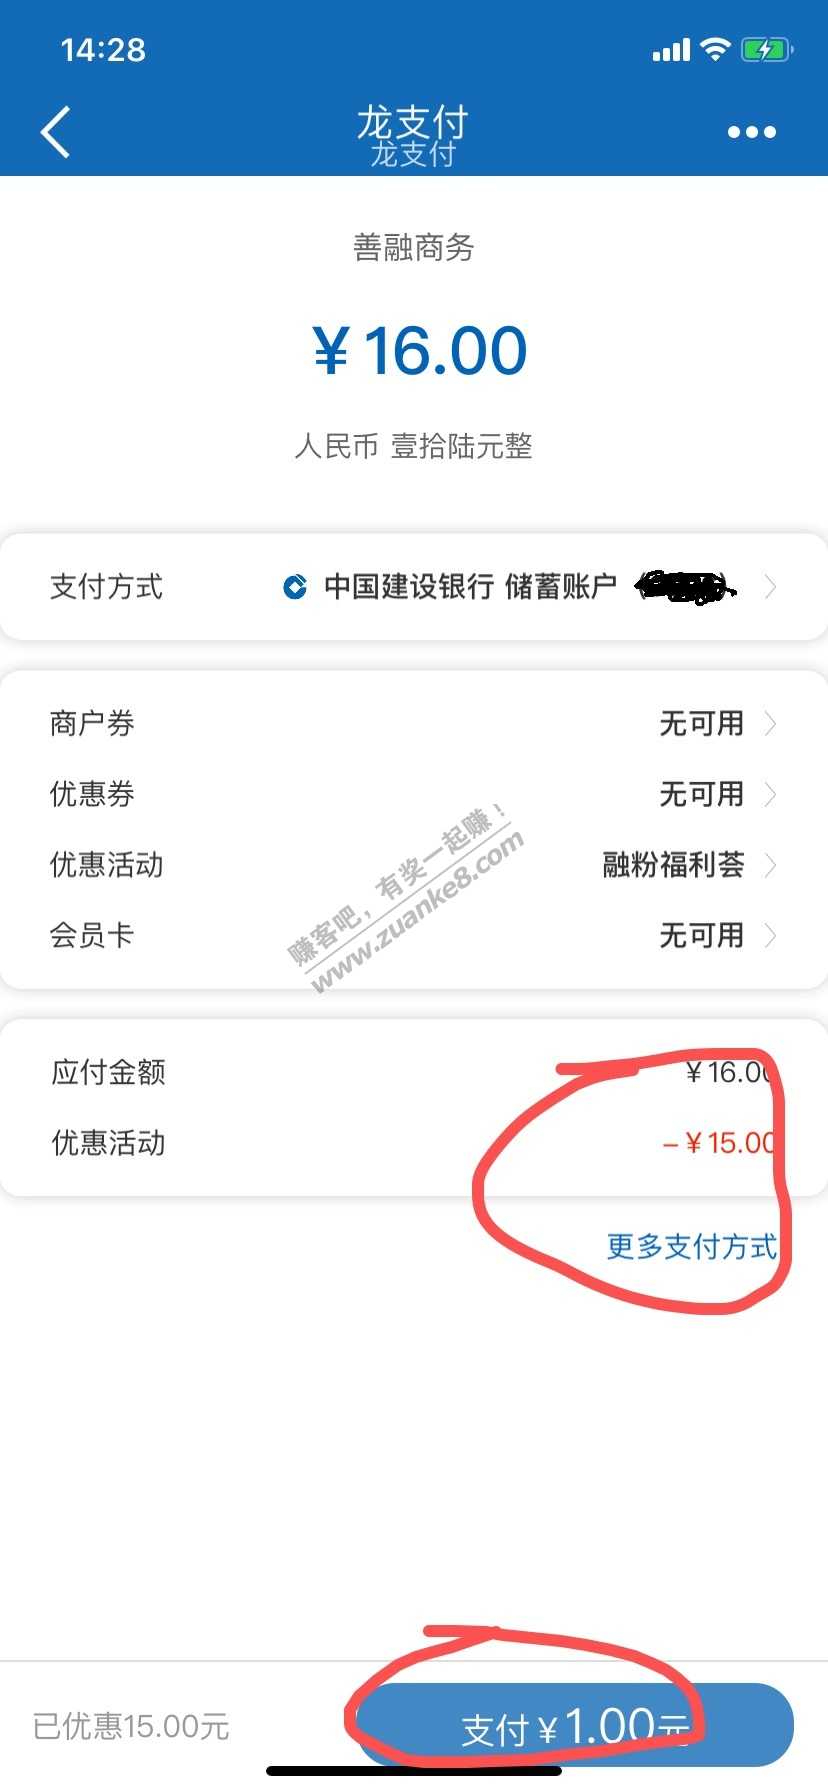 14:28
龙支付
龙支付
善融商务
¥16.00
人民币 壹拾陆元整
支付方式 中国建设银行 储蓄账户
商户券 无可用
优惠券 无可用
优惠活动 融粉福利荟
会员卡 无可用
赚客吧，有奖一起赚！
www.zuanke8.com
应付金额 ¥16.00
优惠活动 -¥15.00
更多支付方式
已优惠15.00元 支付¥1.00元